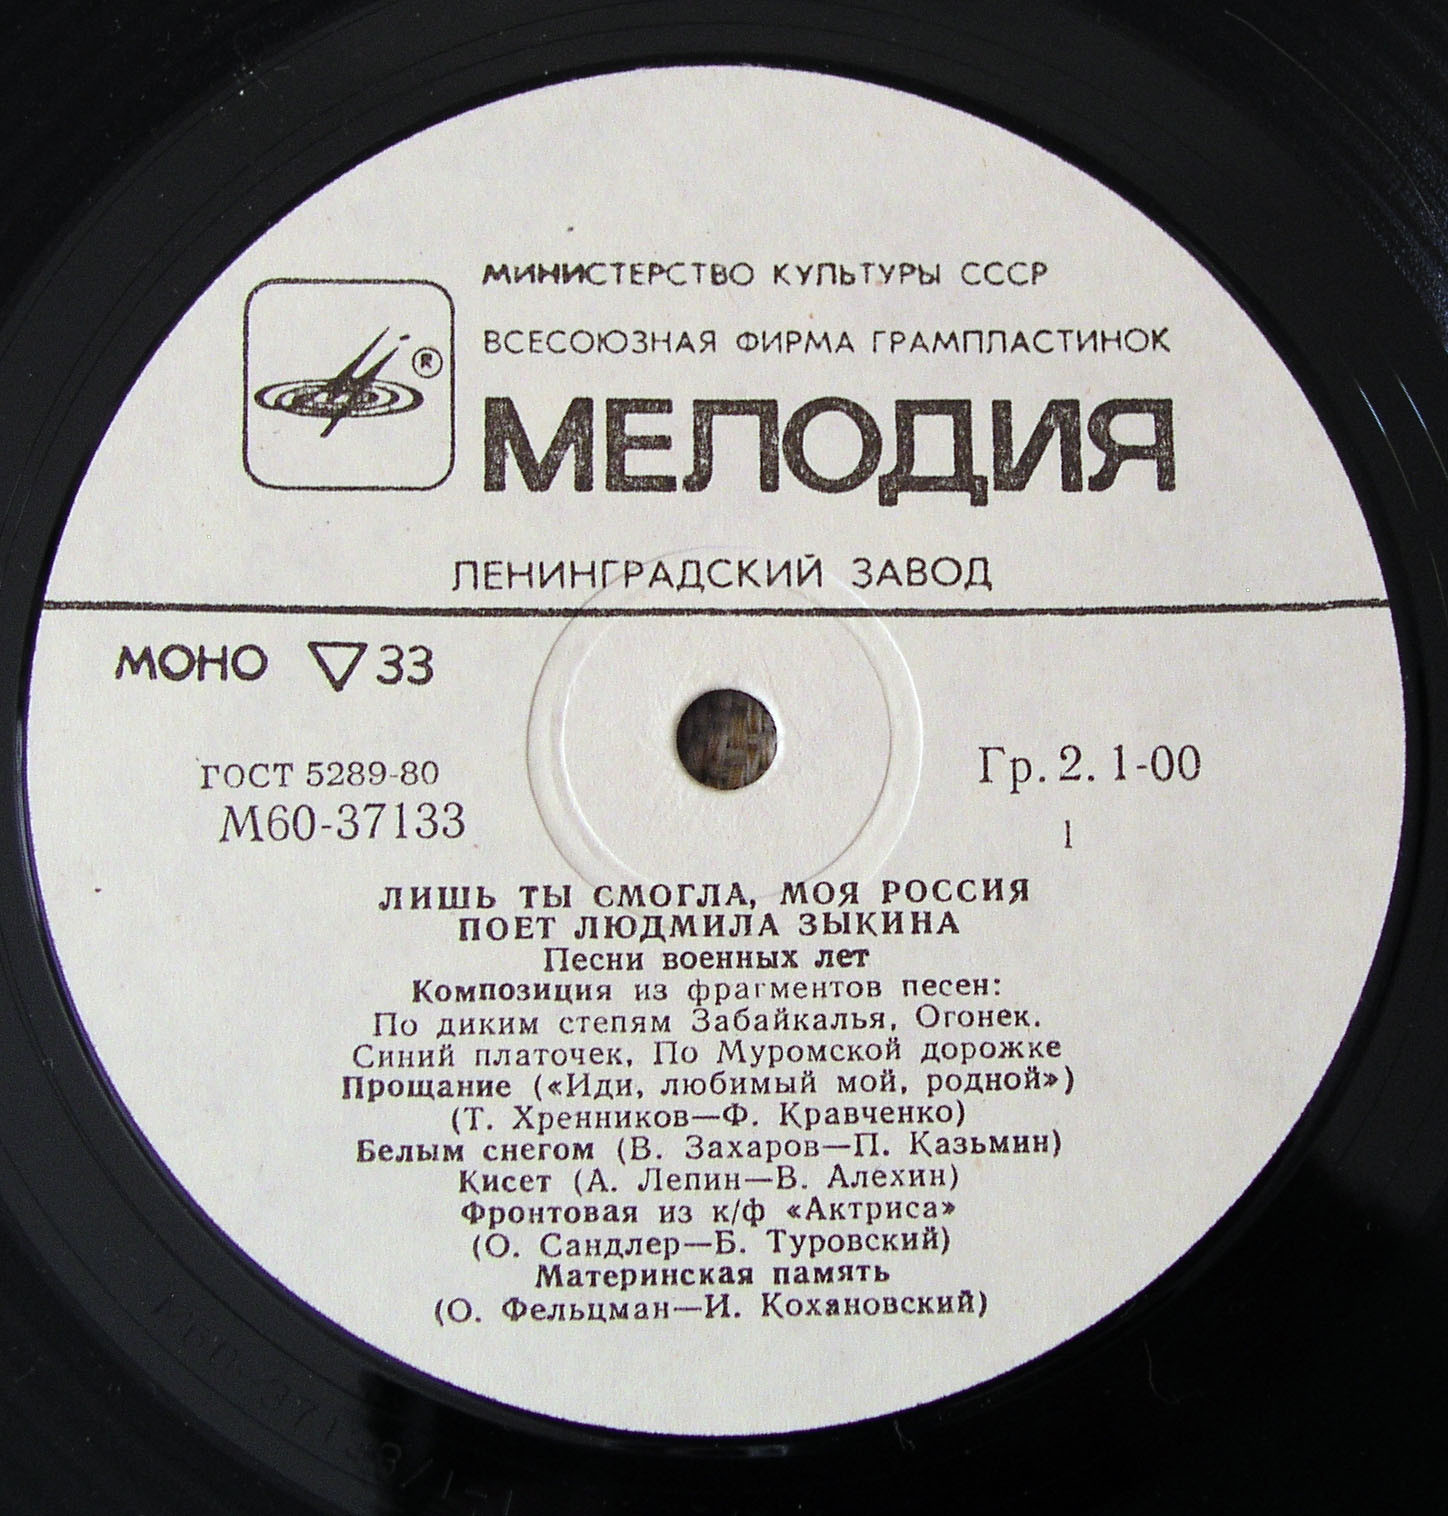 МИНИСТЕРСТВО КУЛЬТУРЫ СССР
ВСЕСОЮЗНАЯ ФИРМА ГРАМПЛАСТИНОК
®
МЕЛОДИЯ
ЛЕНИНГРАДСКИЙ ЗАВОД
МОНО ▽ 33
ГОСТ 5289-80
М60-37133
Гр. 2. 1-00
1
ЛИШЬ ТЫ СМОГЛА, МОЯ РОССИЯ
ПОЕТ ЛЮДМИЛА ЗЫКИНА
Песни военных лет
Композиция из фрагментов песен:
По диким степям Забайкалья, Огонек.
Синий платочек, По Муромской дорожке
Прощание («Иди, любимый мой, родной»)
(Т. Хренников—Ф. Кравченко)
Белым снегом (В. Захаров—П. Казьмин)
Кисет (А. Лепин—В. Алехин)
Фронтовая из к/ф «Актриса»
(О. Сандлер—Б. Туровский)
Материнская память
(О. Фельцман—И. Кохановский)